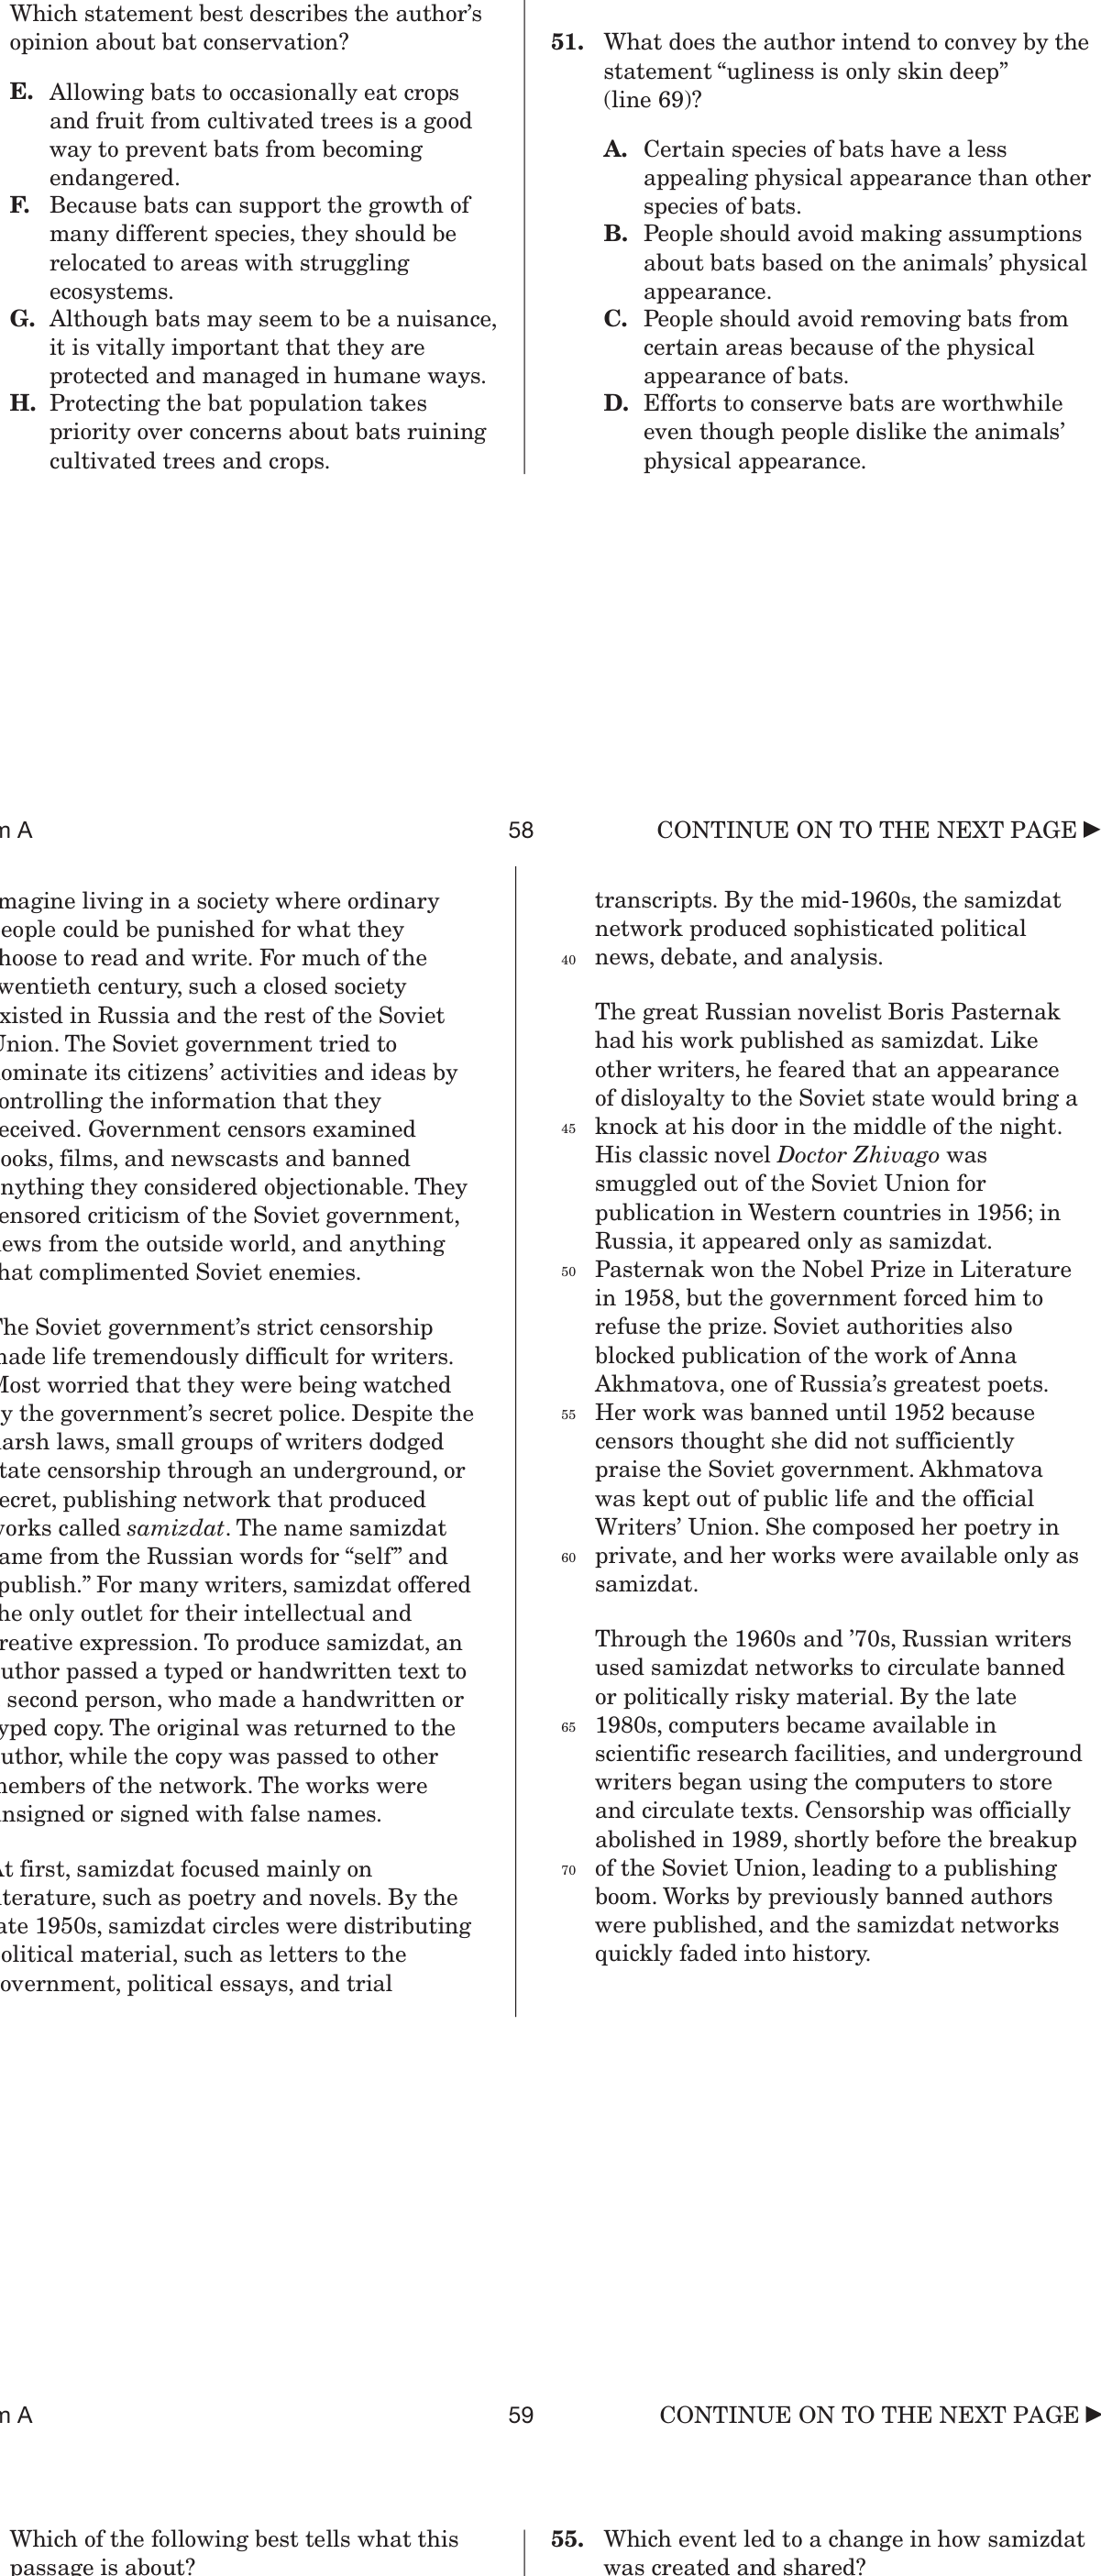 Which statement best describes the author’s
opinion about bat conservation?
E. Allowing bats to occasionally eat crops
and fruit from cultivated trees is a good
way to prevent bats from becoming
endangered.
F. Because bats can support the growth of
many different species, they should be
relocated to areas with struggling
ecosystems.
G. Although bats may seem to be a nuisance,
it is vitally important that they are
protected and managed in humane ways.
H. Protecting the bat population takes
priority over concerns about bats ruining
cultivated trees and crops.
51. What does the author intend to convey by the
statement “ugliness is only skin deep”
(line 69)?
A. Certain species of bats have a less
appealing physical appearance than other
species of bats.
B. People should avoid making assumptions
about bats based on the animals’ physical
appearance.
C. People should avoid removing bats from
certain areas because of the physical
appearance of bats.
D. Efforts to conserve bats are worthwhile
even though people dislike the animals’
physical appearance.
m A 58 CONTINUE ON TO THE NEXT PAGE ►
magine living in a society where ordinary
eople could be punished for what they
hoose to read and write. For much of the
wentieth century, such a closed society
xisted in Russia and the rest of the Soviet
Union. The Soviet government tried to
ominate its citizens’ activities and ideas by
ontrolling the information that they
eceived. Government censors examined
ooks, films, and newscasts and banned
nything they considered objectionable. They
ensored criticism of the Soviet government,
ews from the outside world, and anything
hat complimented Soviet enemies.
The Soviet government’s strict censorship
made life tremendously difficult for writers.
Most worried that they were being watched
y the government’s secret police. Despite the
arsh laws, small groups of writers dodged
tate censorship through an underground, or
ecret, publishing network that produced
works called samizdat. The name samizdat
ame from the Russian words for “self” and
publish.” For many writers, samizdat offered
he only outlet for their intellectual and
reative expression. To produce samizdat, an
uthor passed a typed or handwritten text to
second person, who made a handwritten or
yped copy. The original was returned to the
uthor, while the copy was passed to other
members of the network. The works were
nsigned or signed with false names.
At first, samizdat focused mainly on
iterature, such as poetry and novels. By the
ate 1950s, samizdat circles were distributing
olitical material, such as letters to the
overnment, political essays, and trial
transcripts. By the mid-1960s, the samizdat
network produced sophisticated political
40 news, debate, and analysis.
The great Russian novelist Boris Pasternak
had his work published as samizdat. Like
other writers, he feared that an appearance
of disloyalty to the Soviet state would bring a
45 knock at his door in the middle of the night.
His classic novel Doctor Zhivago was
smuggled out of the Soviet Union for
publication in Western countries in 1956; in
Russia, it appeared only as samizdat.
50 Pasternak won the Nobel Prize in Literature
in 1958, but the government forced him to
refuse the prize. Soviet authorities also
blocked publication of the work of Anna
Akhmatova, one of Russia’s greatest poets.
55 Her work was banned until 1952 because
censors thought she did not sufficiently
praise the Soviet government. Akhmatova
was kept out of public life and the official
Writers’ Union. She composed her poetry in
60 private, and her works were available only as
samizdat.
Through the 1960s and ’70s, Russian writers
used samizdat networks to circulate banned
or politically risky material. By the late
65 1980s, computers became available in
scientific research facilities, and underground
writers began using the computers to store
and circulate texts. Censorship was officially
abolished in 1989, shortly before the breakup
70 of the Soviet Union, leading to a publishing
boom. Works by previously banned authors
were published, and the samizdat networks
quickly faded into history.
m A 59 CONTINUE ON TO THE NEXT PAGE ►
Which of the following best tells what this
passage is about?
55. Which event led to a change in how samizdat
was created and shared?